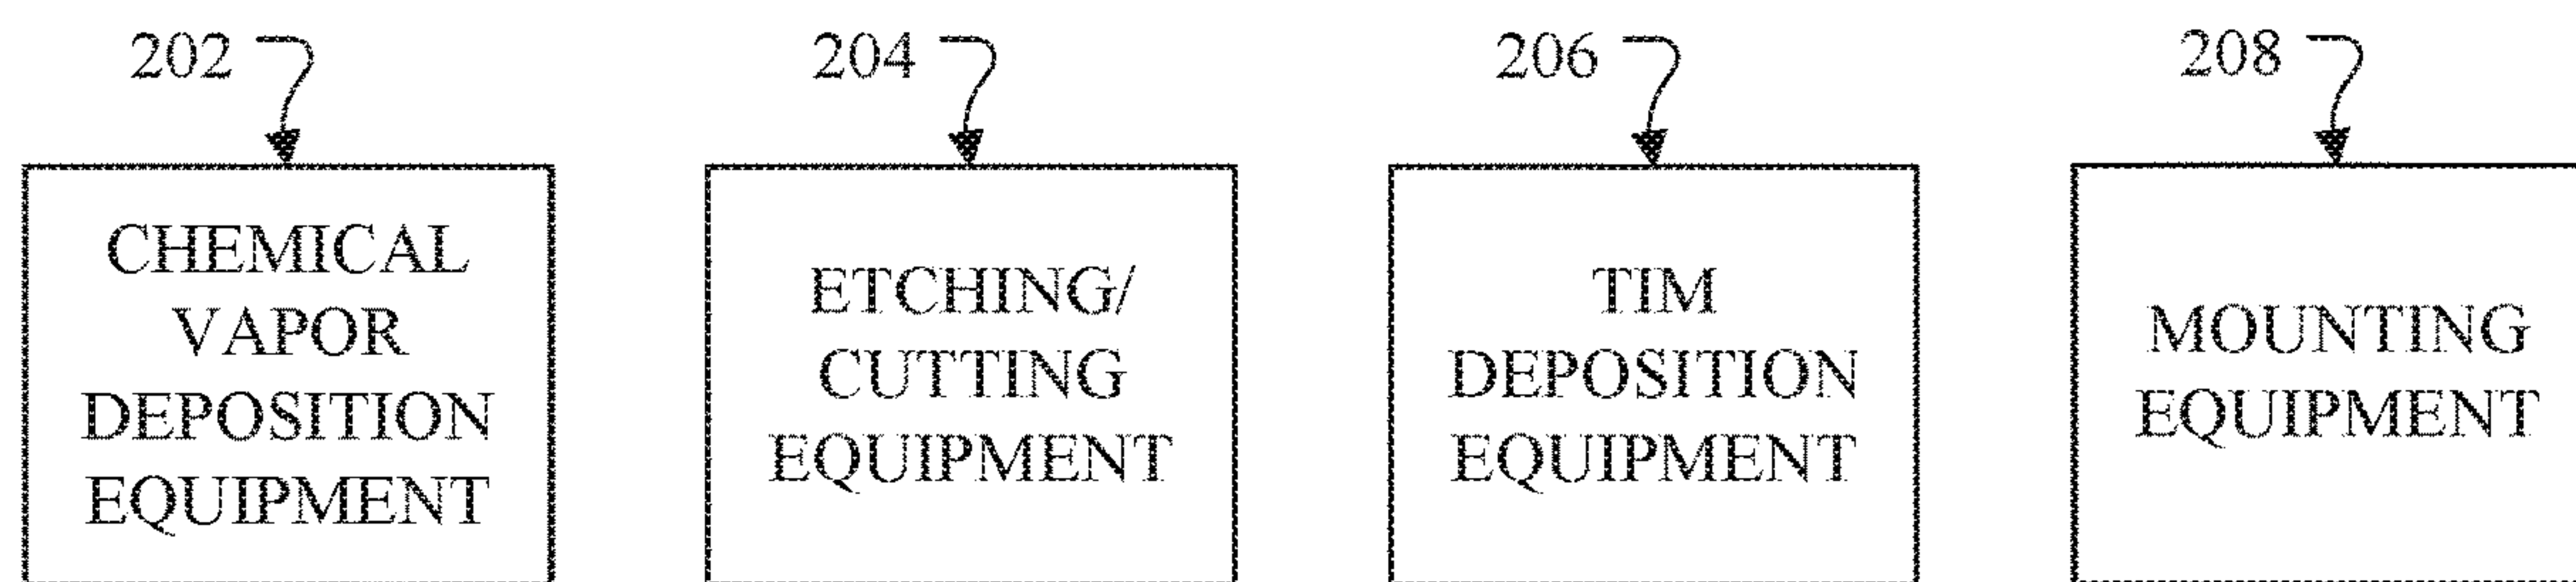 202
204
206
208
CHEMICAL
VAPOR
DEPOSITION
EQUIPMENT
ETCHING/
CUTTING
EQUIPMENT
TIM
DEPOSITION
EQUIPMENT
MOUNTING
EQUIPMENT